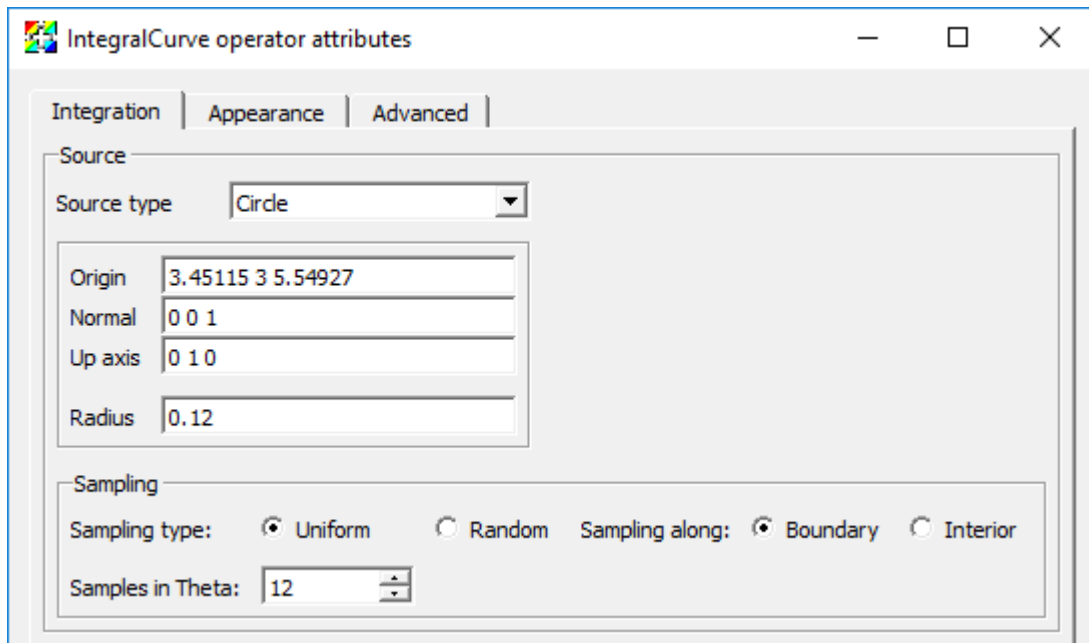 IntegralCurve operator attributes
Integration Appearance Advanced
Source
Source type Circle
Origin 3.45115 3 5.54927
Normal 0 0 1
Up axis 0 1 0
Radius 0.12
Sampling
Sampling type: Uniform Random Sampling along: Boundary Interior
Samples in Theta: 12